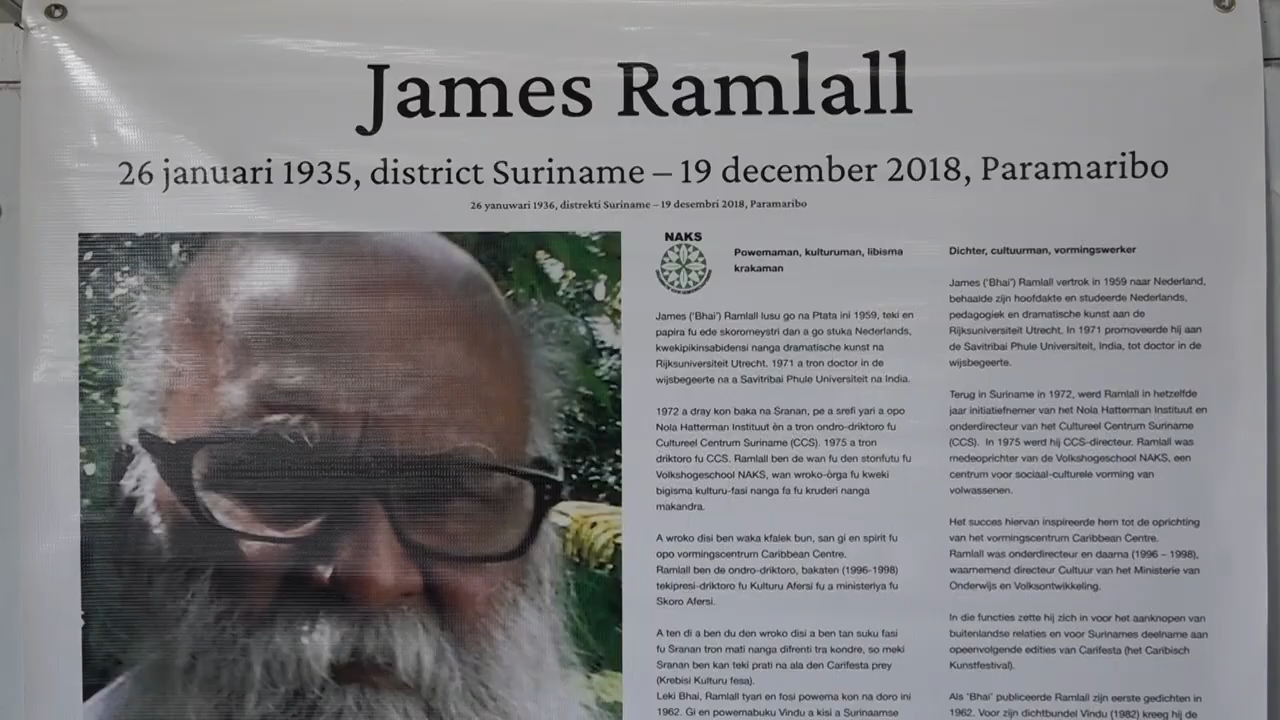 James Ramlall
26 januari 1935, district Suriname – 19 december 2018, Paramaribo
26 yanuwari 1936, distrekti Suriname – 19 desembri 2018, Paramaribo
NAKS
Powemaman, kulturuman, libisma
krakaman
James ('Bhai') Ramlall lusu go na Ptata ini 1959, teki en
papira fu ede skoromeystri dan a go stuka Nederlands,
kwekipikinsabidensi nanga dramatische kunst na
Rijksuniversiteit Utrecht. 1971 a tron doctor in de
wijsbegeerte na a Savitribai Phule Universiteit na India.
1972 a dray kon baka na Sranan, pe a srefi yari a opo
Nola Hatterman Instituut èn a tron ondro-driktoro fu
Cultureel Centrum Suriname (CCS). 1975 a tron
driktoro fu CCS. Ramlall ben de wan fu den stonfutu fu
Volkshogeschool NAKS, wan wroko-òrga fu kweki
bigisma kulturu-fasi nanga fa fu kruderi nanga
makandra.
A wroko disi ben waka kfalek bun, san gi en spirit fu
opo vormingscentrum Caribbean Centre.
Ramlall ben de ondro-driktoro, bakaten (1996-1998)
tekipresi-driktoro fu Kulturu Afersi fu a ministeriya fu
Skoro Afersi.
A ten di a ben du den wroko disi a ben tan suku fasi
fu Sranan tron mati nanga difrenti tra kondre, so meki
Sranan ben kan teki prati na ala den Carifesta prey
(Krebisi Kulturu fesa).
Leki Bhai, Ramlall tyari en fosi powema kon na doro ini
1962. Gi en powemabuku Vindu a kisi a Surinaamse
Dichter, cultuurman, vormingswerker
James ('Bhai') Ramlall vertrok in 1959 naar Nederland,
behaalde zijn hoofdakte en studeerde Nederlands,
pedagogiek en dramatische kunst aan de
Rijksuniversiteit Utrecht. In 1971 promoveerde hij aan
de Savitribai Phule Universiteit, India, tot doctor in de
wijsbegeerte.
Terug in Suriname in 1972, werd Ramlall in hetzelfde
jaar initiatiefnemer van het Nola Hatterman Instituut en
onderdirecteur van het Cultureel Centrum Suriname
(CCS). In 1975 werd hij CCS-directeur. Ramlall was
medeoprichter van de Volkshogeschool NAKS, een
centrum voor sociaal-culturele vorming van
volwassenen.
Het succes hiervan inspireerde hem tot de oprichting
van het vormingscentrum Caribbean Centre.
Ramlall was onderdirecteur en daarna (1996 – 1998),
waarnemend directeur Cultuur van het Ministerie van
Onderwijs en Volksontwikkeling.
In die functies zette hij zich in voor het aanknopen van
buitenlandse relaties en voor Surinames deelname aan
opeenvolgende edities van Carifesta (het Caribisch
Kunstfestival).
Als 'Bhai' publiceerde Ramlall zijn eerste gedichten in
1962. Voor zijn dichtbundel Vindu (1982) kreeg hij de